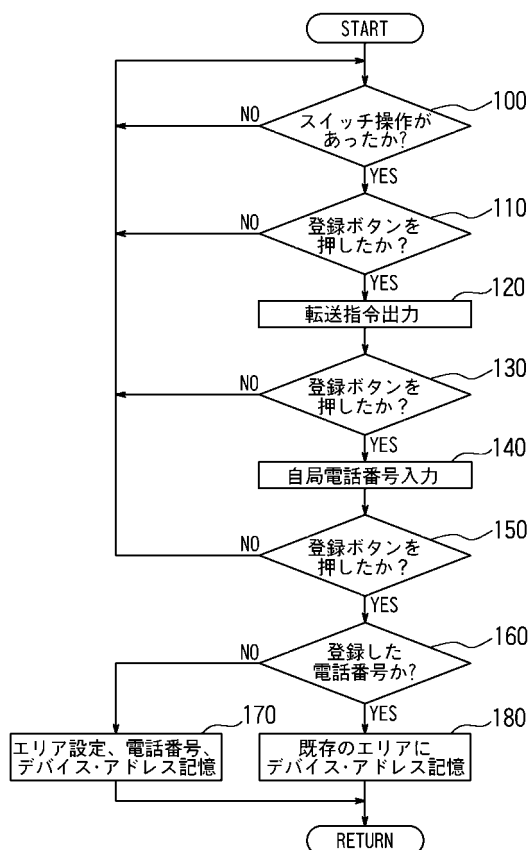 START
100
スイッチ操作が
あったか?
NO
YES
110
登録ボタンを
押したか？
NO
YES
120
転送指令出力
130
登録ボタンを
押したか？
NO
YES
140
自局電話番号入力
150
登録ボタンを
押したか？
NO
YES
160
登録した
電話番号か?
NO
YES
170
エリア設定、電話番号、
デバイス・アドレス記憶
180
既存のエリアに
デバイス・アドレス記憶
RETURN